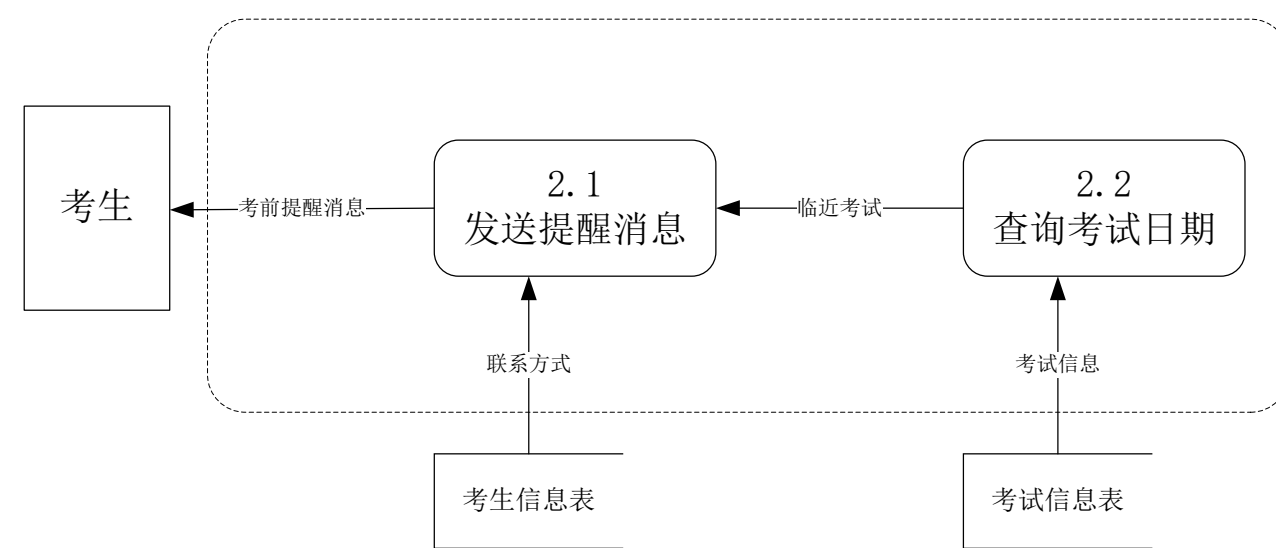 考生
考前提醒消息
2.1
发送提醒消息
临近考试
2.2
查询考试日期
联系方式
考试信息
考生信息表
考试信息表